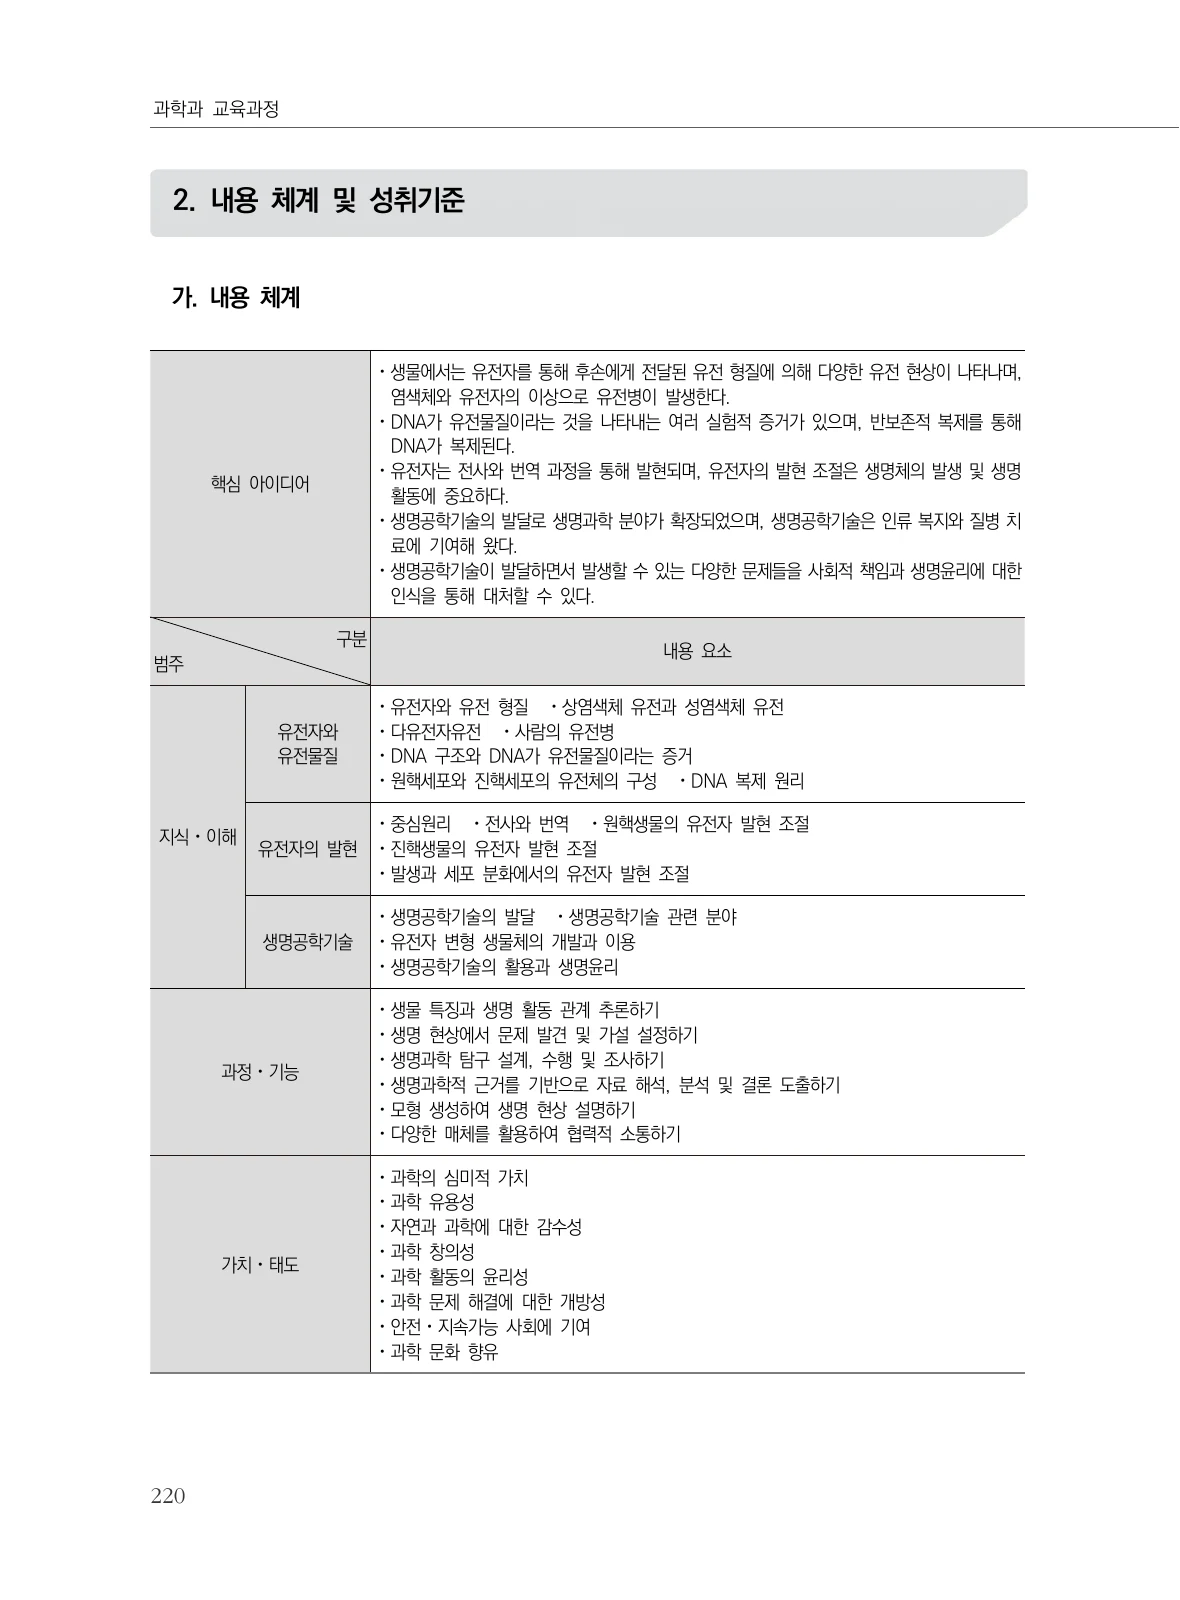 과학과 교육과정
2. 내용 체계 및 성취기준
가. 내용 체계
핵심 아이디어
・생물에서는 유전자를 통해 후손에게 전달된 유전 형질에 의해 다양한 유전 현상이 나타나며,
염색체와 유전자의 이상으로 유전병이 발생한다.
・DNA가 유전물질이라는 것을 나타내는 여러 실험적 증거가 있으며, 반보존적 복제를 통해
DNA가 복제된다.
・유전자는 전사와 번역 과정을 통해 발현되며, 유전자의 발현 조절은 생명체의 발생 및 생명
활동에 중요하다.
・생명공학기술의 발달로 생명과학 분야가 확장되었으며, 생명공학기술은 인류 복지와 질병 치
료에 기여해 왔다.
・생명공학기술이 발달하면서 발생할 수 있는 다양한 문제들을 사회적 책임과 생명윤리에 대한
인식을 통해 대처할 수 있다.
구분
범주
내용 요소
지식・이해
유전자와
유전물질
・유전자와 유전 형질 ・상염색체 유전과 성염색체 유전
・다유전자유전 ・사람의 유전병
・DNA 구조와 DNA가 유전물질이라는 증거
・원핵세포와 진핵세포의 유전체의 구성 ・DNA 복제 원리
유전자의 발현
・중심원리 ・전사와 번역 ・원핵생물의 유전자 발현 조절
・진핵생물의 유전자 발현 조절
・발생과 세포 분화에서의 유전자 발현 조절
생명공학기술
・생명공학기술의 발달 ・생명공학기술 관련 분야
・유전자 변형 생물체의 개발과 이용
・생명공학기술의 활용과 생명윤리
과정・기능
・생물 특징과 생명 활동 관계 추론하기
・생명 현상에서 문제 발견 및 가설 설정하기
・생명과학 탐구 설계, 수행 및 조사하기
・생명과학적 근거를 기반으로 자료 해석, 분석 및 결론 도출하기
・모형 생성하여 생명 현상 설명하기
・다양한 매체를 활용하여 협력적 소통하기
가치・태도
・과학의 심미적 가치
・과학 유용성
・자연과 과학에 대한 감수성
・과학 창의성
・과학 활동의 윤리성
・과학 문제 해결에 대한 개방성
・안전・지속가능 사회에 기여
・과학 문화 향유
220